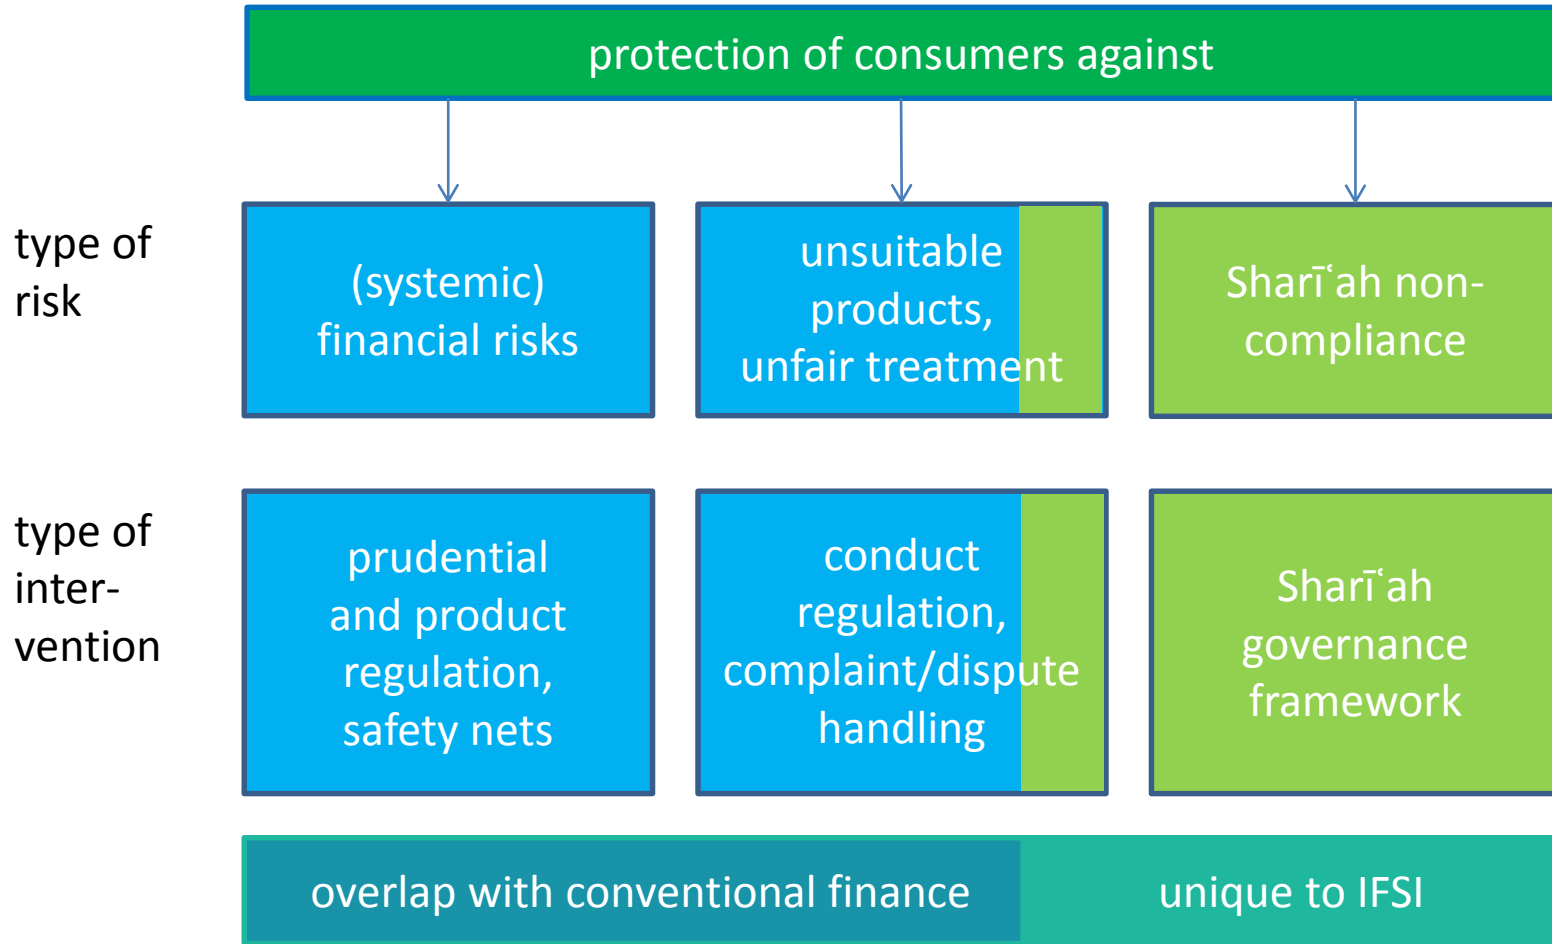 protection of consumers against
type of
risk
(systemic)
financial risks
unsuitable
products,
unfair treatment
Sharīʿah non-
compliance
type of
inter-
vention
prudential
and product
regulation,
safety nets
conduct
regulation,
complaint/dispute
handling
Sharīʿah
governance
framework
overlap with conventional finance
unique to IFSI